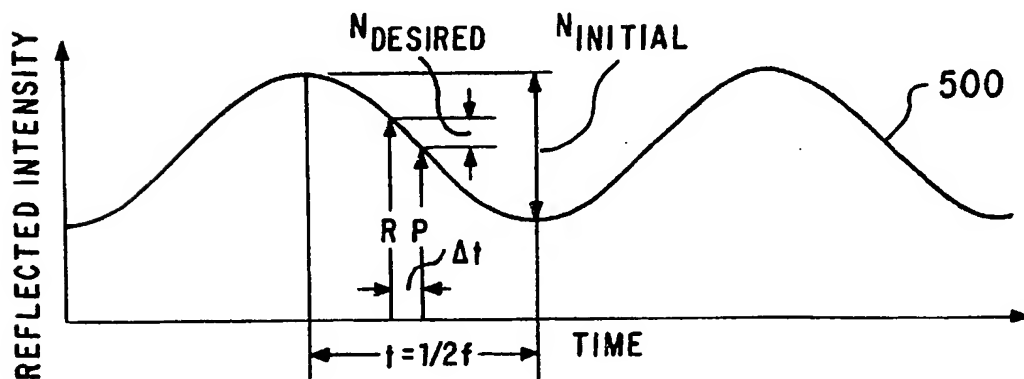 REFLECTED INTENSITY
NDESIRED
NINITIAL
500
R P
Δt
t = 1/2f
TIME